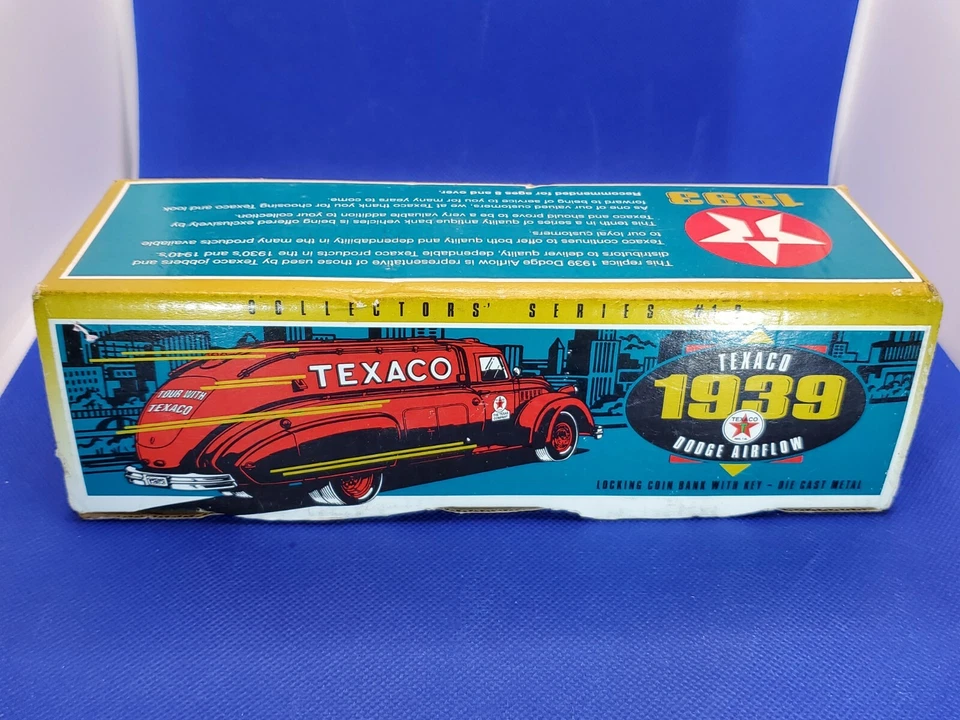 This replica 1939 Dodge Airflow is representative of those used by Texaco jobbers and
distributors to deliver quality, dependable Texaco products in the 1930's and 1940's.
Texaco continues to offer both quality and dependability in the many products available
to our loyal customers.
This tenth in a series of quality antique bank vehicles is being offered exclusively by
Texaco and should prove to be a very valuable addition to your collection.
As one of our valued customers, we at Texaco thank you for choosing Texaco and look
forward to being of service to you for many years to come.
Recommended for ages 8 and over.
T
1993
COLLECTORS' SERIES #10
TEXACO
TOUR WITH
TEXACO
TEXACO
1939
TEXACO
DODGE AIRFLOW
LOCKING COIN BANK WITH KEY - DIE CAST METAL